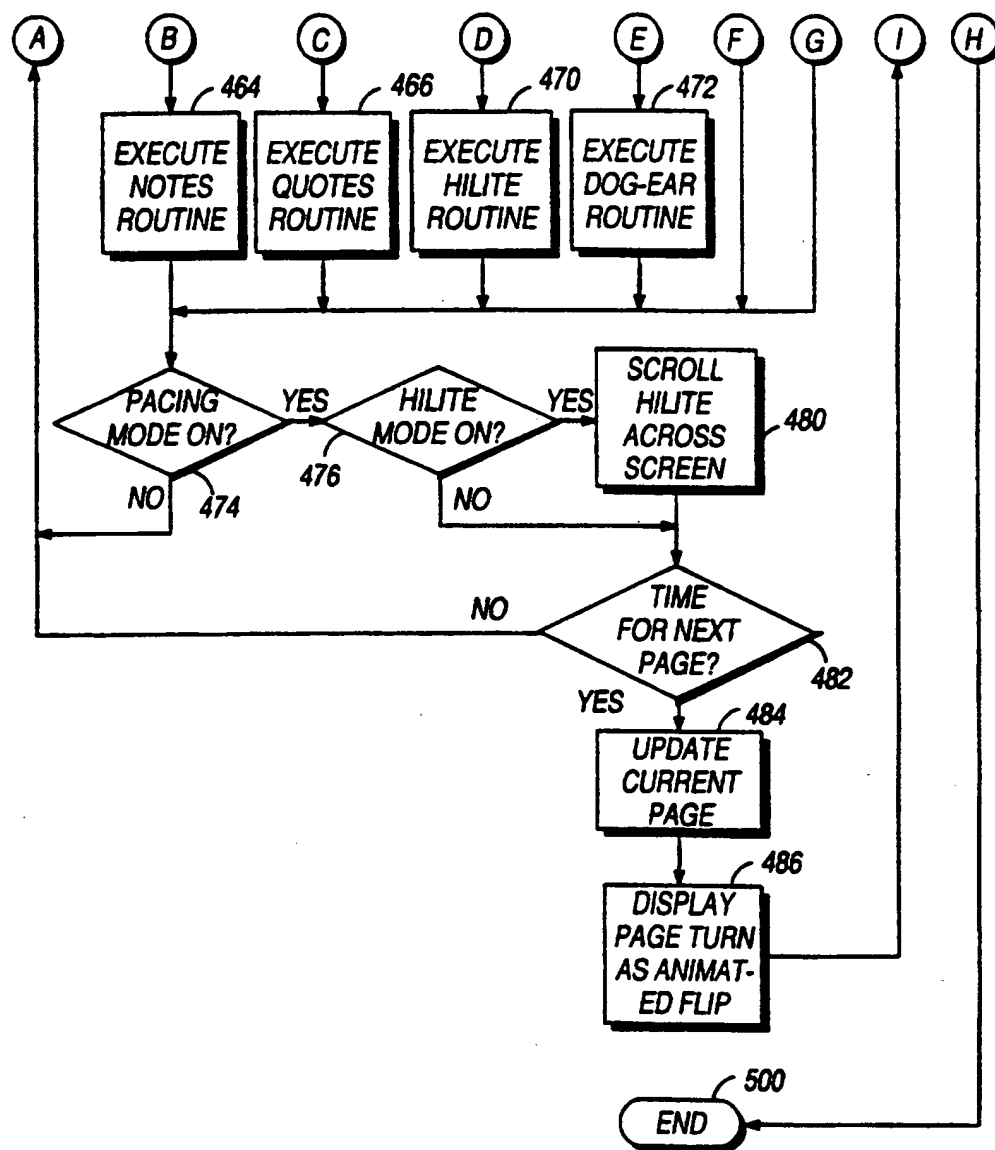 A B C D E F G I H
464 466 470 472
EXECUTE
NOTES
ROUTINE
EXECUTE
QUOTES
ROUTINE
EXECUTE
HILITE
ROUTINE
EXECUTE
DOG-EAR
ROUTINE
PACING
MODE ON?
474
YES
NO
HILITE
MODE ON?
476
YES
NO
SCROLL
HILITE
ACROSS
SCREEN
480
TIME
FOR NEXT
PAGE?
482
NO
YES
484
UPDATE
CURRENT
PAGE
486
DISPLAY
PAGE TURN
AS ANIMAT-
ED FLIP
500
END